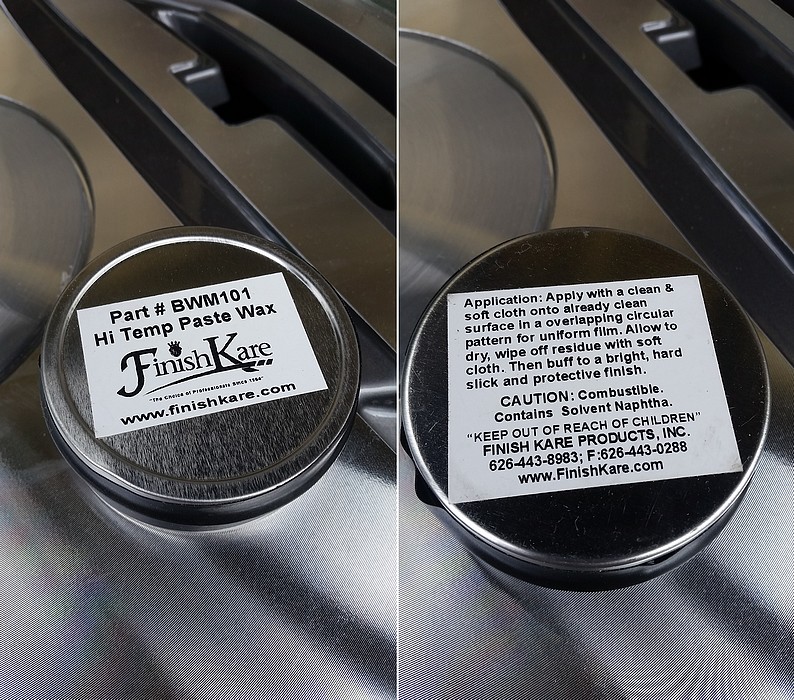 Part # BWM101
Hi Temp Paste Wax
FinishKare
"The Choice of Professionals Since 1964"
www.finishkare.com
Application: Apply with a clean &
soft cloth onto already clean
surface in a overlapping circular
pattern for uniform film. Allow to
dry, wipe off residue with soft
cloth. Then buff to a bright, hard
slick and protective finish.
CAUTION: Combustible.
Contains Solvent Naphtha.
"KEEP OUT OF REACH OF CHILDREN"
FINISH KARE PRODUCTS, INC.
626-443-8983; F:626-443-0288
www.FinishKare.com